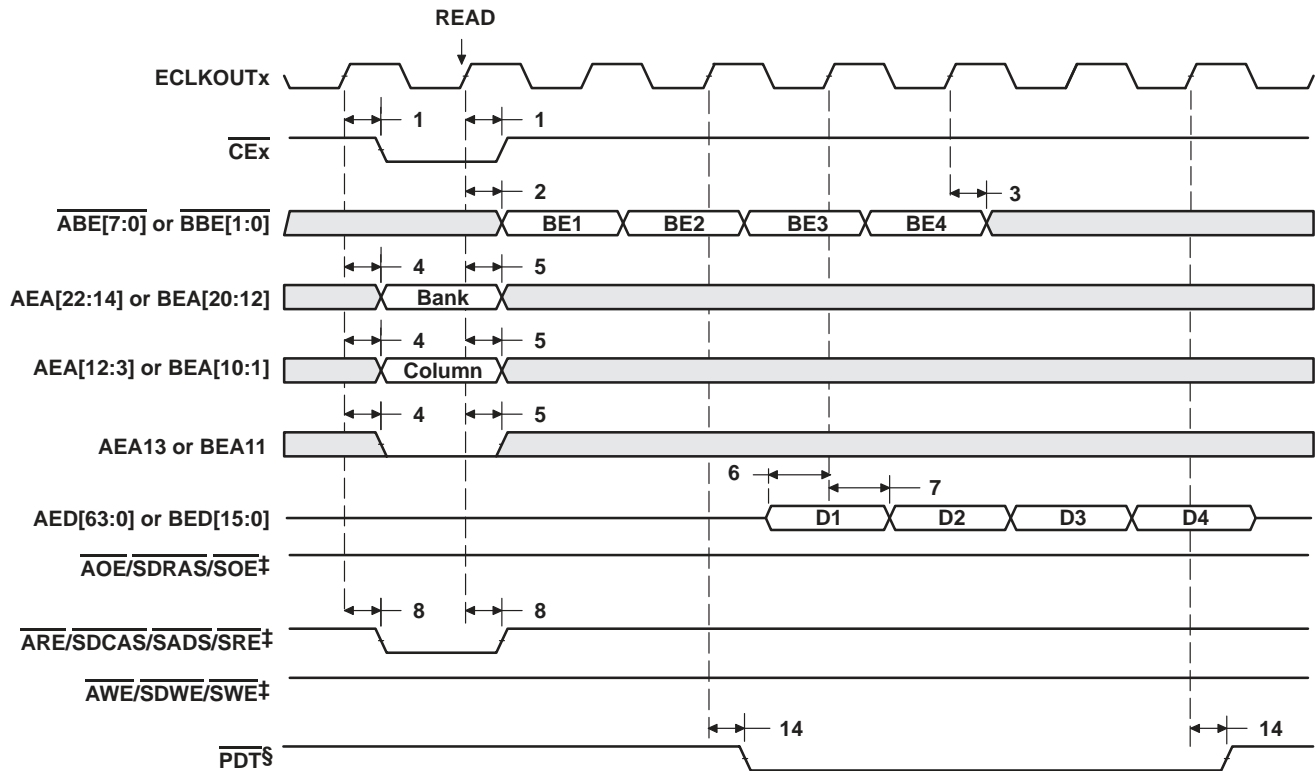 READ
ECLKOUTx
1 1
CEx
2 3
ABE[7:0] or BBE[1:0] BE1 BE2 BE3 BE4
4 5
AEA[22:14] or BEA[20:12] Bank
4 5
AEA[12:3] or BEA[10:1] Column
4 5
AEA13 or BEA11
6 7
AED[63:0] or BED[15:0] D1 D2 D3 D4
AOE/SDRAS/SOE‡
8 8
ARE/SDCAS/SADS/SRE‡
AWE/SDWE/SWE‡
14 14
PDT§